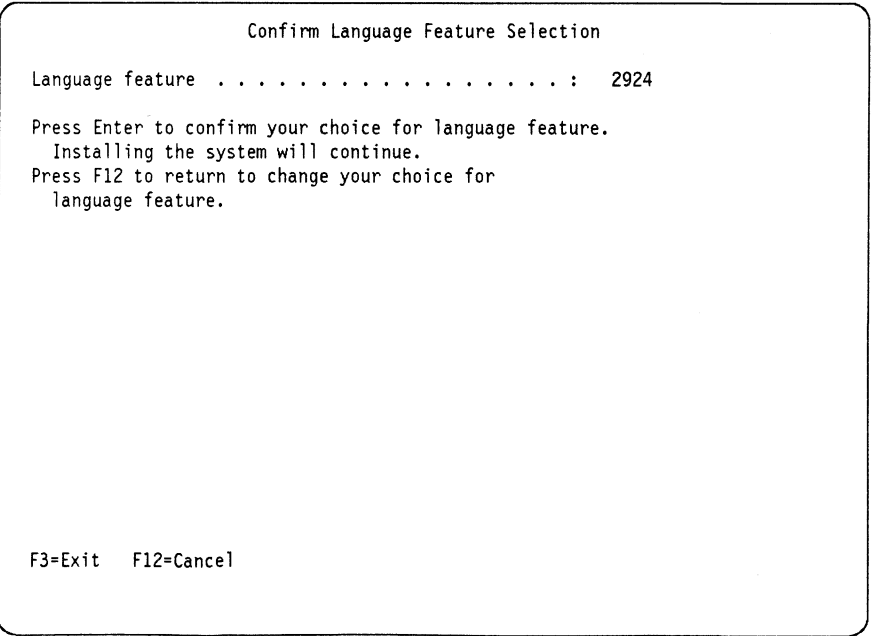 Confirm Language Feature Selection
Language feature . . . . . . . . . . . . . . . . . : 2924
Press Enter to confirm your choice for language feature.
Installing the system will continue.
Press F12 to return to change your choice for
language feature.
F3=Exit F12=Cancel